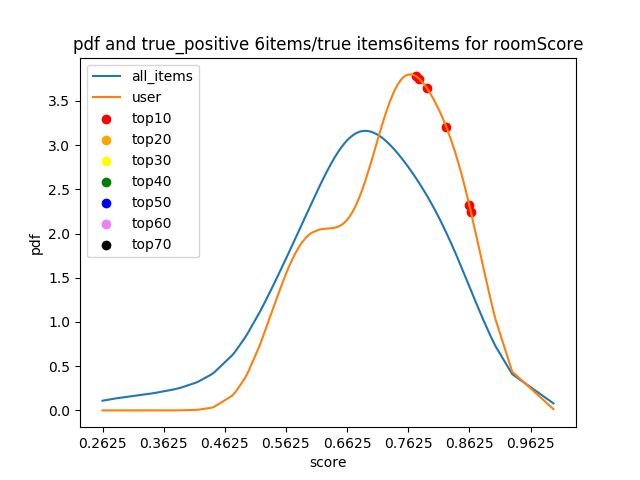 pdf and true_positive 6items/true items6items for roomScore
all_items
user
top10
top20
top30
top40
top50
top60
top70
3.5
3.0
2.5
2.0
1.5
1.0
0.5
0.0
pdf
0.2625 0.3625 0.4625 0.5625 0.6625 0.7625 0.8625 0.9625
score